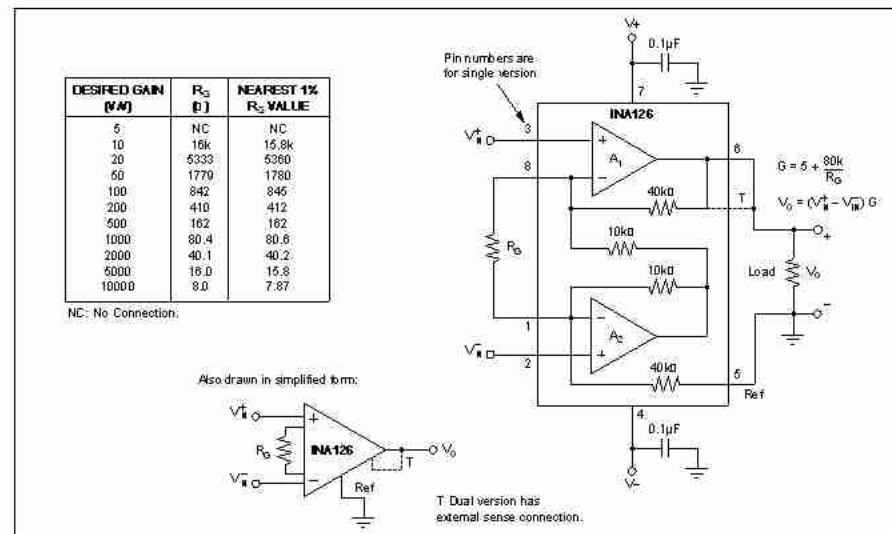 DESIRED GAIN (V/V) RG (Ω) NEAREST 1% RG VALUE
5 NC NC
10 16k 15.8k
20 5333 5360
50 1779 1780
100 842 845
200 410 412
500 162 162
1000 80.4 80.6
2000 40.1 40.2
5000 16.0 15.8
10000 8.0 7.87
NC: No Connection.
Pin numbers are
for single version
V+
0.1µF
7
INA126
3
V+IN
8
A1
6
G = 5 + 80k/RG
VO = (V+IN – V–IN) G
40kΩ
T
10kΩ
RG
10kΩ
Load
VO
+
–
1
A2
V–IN
2
40kΩ
5
Ref
4
0.1µF
V–
Also drawn in simplified form:
V+IN
RG
INA126
V–IN
VO
T
Ref
T Dual version has
external sense connection.